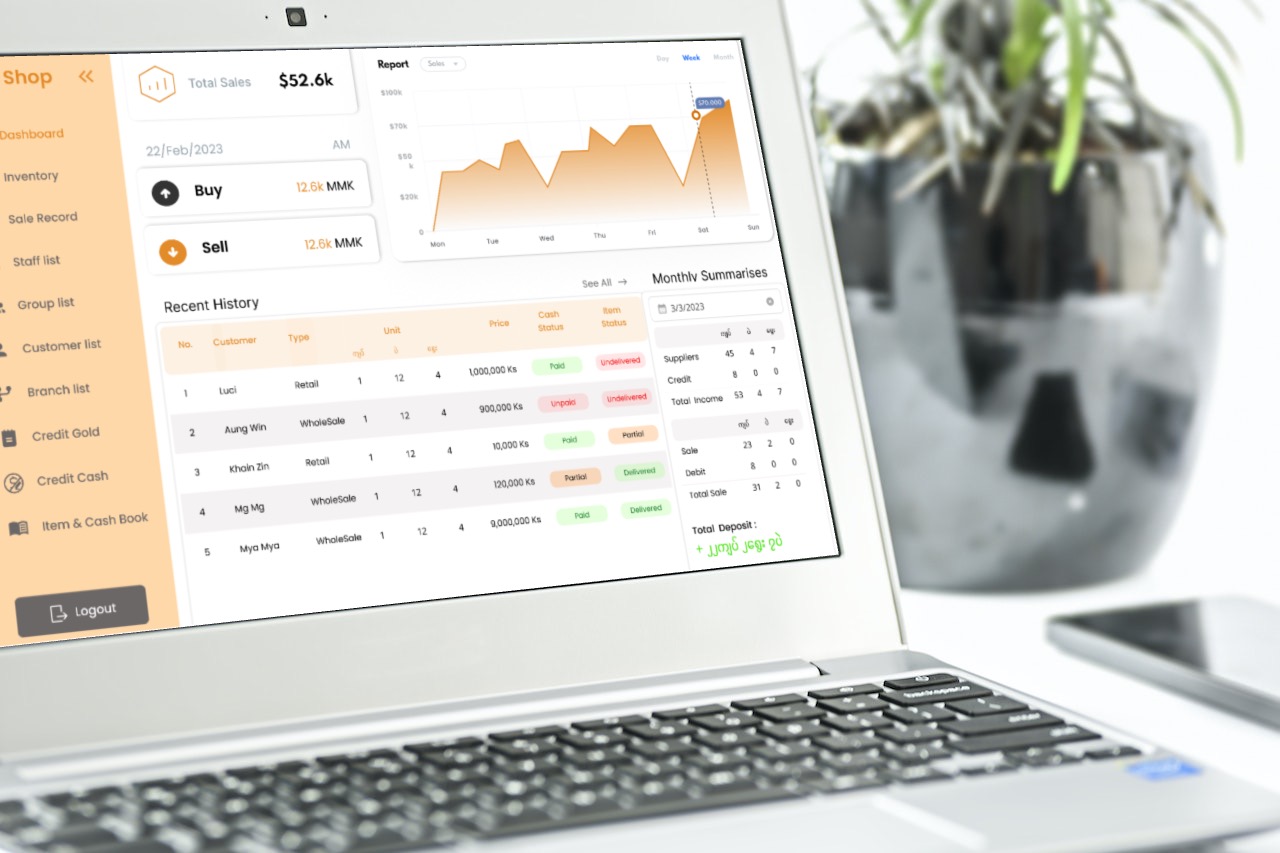 Shop
Dashboard
Inventory
Sale Record
Staff list
Group list
Customer list
Branch list
Credit Gold
Credit Cash
Item & Cash Book
Logout
Total Sales $52.6k
22/Feb/2023 AM
Buy 12.6k MMK
Sell 12.6k MMK
Report Sales Day Week Month
$100k
$70k
$50
k
$20k
0
$70,000
Mon Tue Wed Thu Fri Sat Sun
Recent History See All
No. Customer Type Unit Price Cash Status Item Status
ကျပ် ပဲ ရွေး
1 Luci Retail 1 12 4 1,000,000 Ks Paid Undelivered
2 Aung Win WholeSale 1 12 4 900,000 Ks Unpaid Undelivered
3 Khain Zin Retail 1 12 4 10,000 Ks Paid Partial
4 Mg Mg WholeSale 1 12 4 120,000 Ks Partial Delivered
5 Mya Mya WholeSale 1 12 4 9,000,000 Ks Paid Delivered
Monthly Summarises
3/3/2023
ကျပ် ပဲ ရွေး
Suppliers 45 4 7
Credit 8 0 0
Total Income 53 4 7
ကျပ် ပဲ ရွေး
Sale 23 2 0
Debit 8 0 0
Total Sale 31 2 0
Total Deposit :
backspace
enter